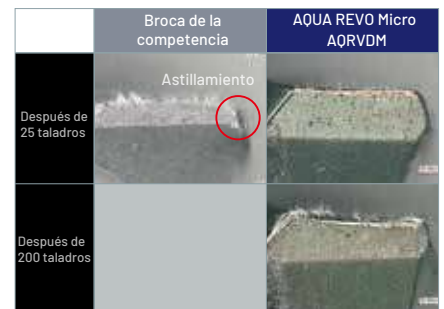 Broca de la
competencia
AQUA REVO Micro
AQRVDM
Astillamiento
Después de
25 taladros
Después de
200 taladros